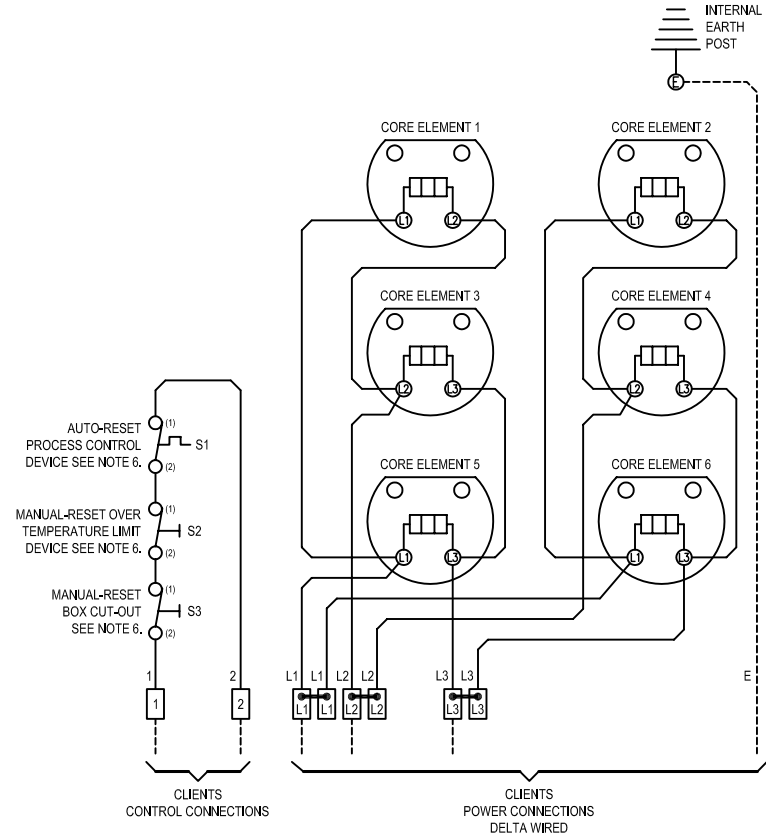 INTERNAL
EARTH
POST
E
CORE ELEMENT 1
CORE ELEMENT 2
L1 L2 L1 L2
CORE ELEMENT 3
CORE ELEMENT 4
L2 L3 L2 L3
CORE ELEMENT 5
CORE ELEMENT 6
L1 L3 L1 L3
AUTO-RESET
PROCESS CONTROL
DEVICE SEE NOTE 6.
(1)
S1
(2)
MANUAL-RESET OVER
TEMPERATURE LIMIT
DEVICE SEE NOTE 6.
(1)
S2
(2)
MANUAL-RESET
BOX CUT-OUT
SEE NOTE 6.
(1)
S3
(2)
1 2 L1 L1 L2 L2 L3 L3 E
1 2 L1 L1 L2 L2 L3 L3
CLIENTS
CONTROL CONNECTIONS
CLIENTS
POWER CONNECTIONS
DELTA WIRED